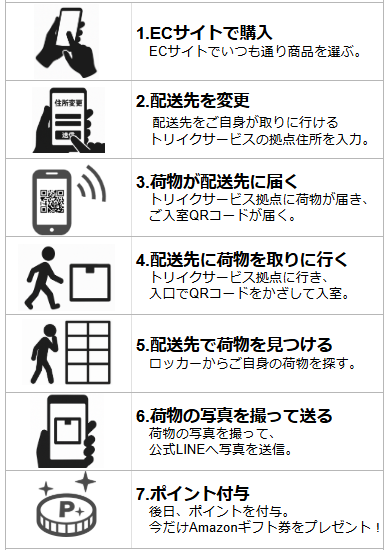 1.ECサイトで購入
ECサイトでいつも通り商品を選ぶ。
住所変更
送信
2.配送先を変更
配送先をご自身が取りに行ける
トリイクサービスの拠点住所を入力。
3.荷物が配送先に届く
トリイクサービス拠点に荷物が届き、
ご入室QRコードが届く。
4.配送先に荷物を取りに行く
トリイクサービス拠点に行き、
入口でQRコードをかざして入室。
5.配送先で荷物を見つける
ロッカーからご自身の荷物を探す。
6.荷物の写真を撮って送る
荷物の写真を撮って、
公式LINEへ写真を送信。
P
7.ポイント付与
後日、ポイントを付与。
今だけAmazonギフト券をプレゼント！